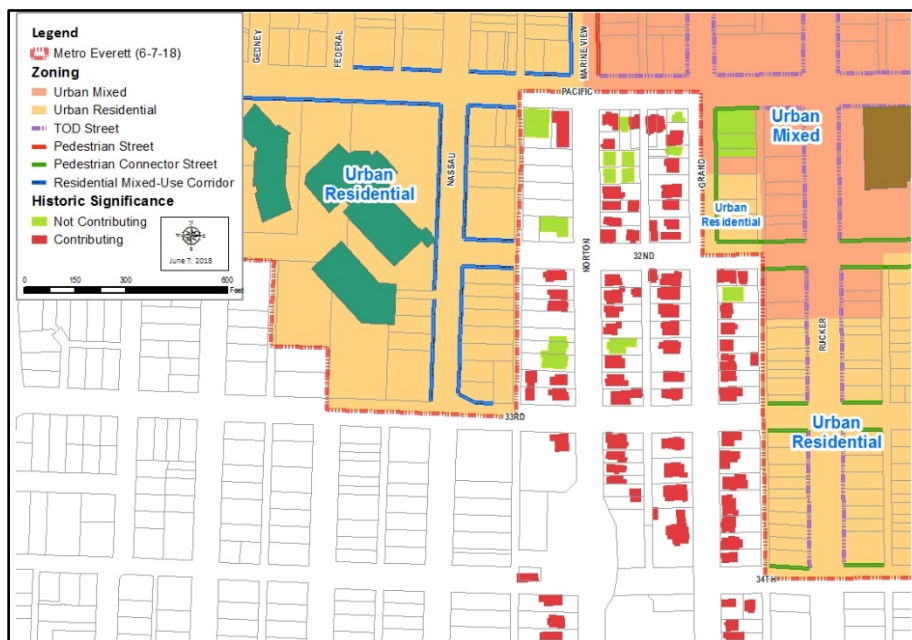 Legend
Metro Everett (6-7-18)
Zoning
Urban Mixed
Urban Residential
TOD Street
Pedestrian Street
Pedestrian Connector Street
Residential Mixed-Use Corridor
Historic Significance
Not Contributing
Contributing
June 7, 2018
0 75 150 300 450 600
Feet
GEDNEY
FEDERAL
MARINE VIEW
PACIFIC
Urban
Mixed
Urban
Residential
NASSAU
GRAND
Urban
Residential
NORTON
32ND
RUCKER
33RD
Urban
Residential
34TH